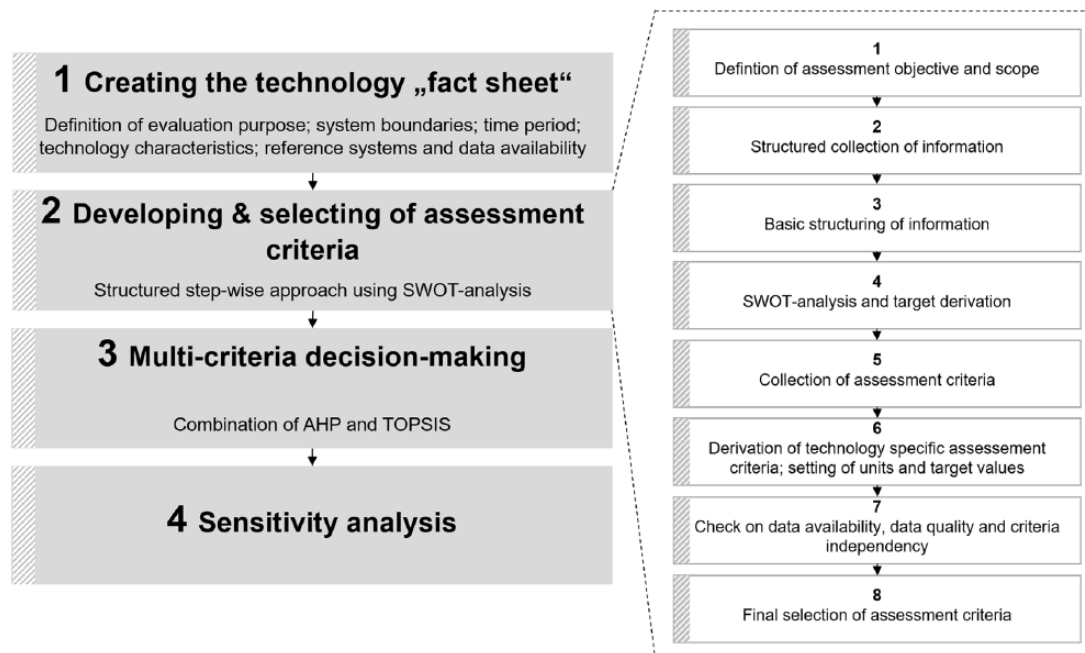 1 Creating the technology „fact sheet“
Definition of evaluation purpose; system boundaries; time period;
technology characteristics; reference systems and data availability
2 Developing & selecting of assessment
criteria
Structured step-wise approach using SWOT-analysis
3 Multi-criteria decision-making
Combination of AHP and TOPSIS
4 Sensitivity analysis
1
Defintion of assessment objective and scope
2
Structured collection of information
3
Basic structuring of information
4
SWOT-analysis and target derivation
5
Collection of assessment criteria
6
Derivation of technology specific assessement
criteria; setting of units and target values
7
Check on data availability, data quality and criteria
independency
8
Final selection of assessment criteria